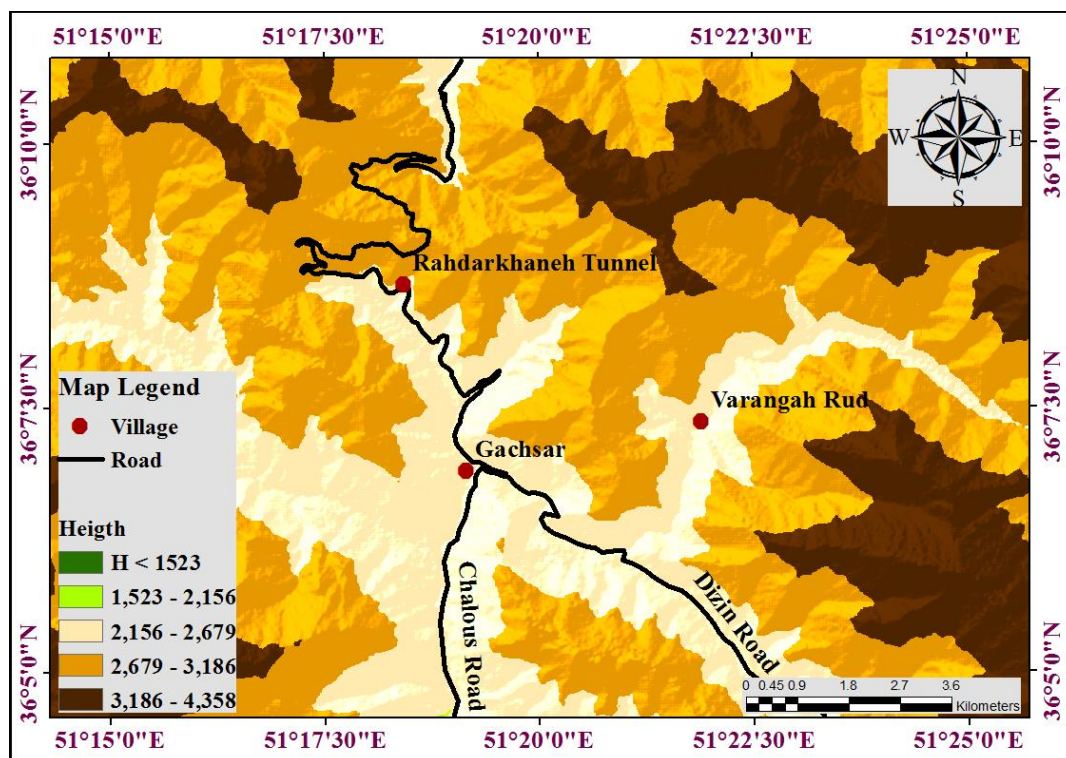 51°15'0"E 51°17'30"E 51°20'0"E 51°22'30"E 51°25'0"E
36°10'0"N
36°10'0"N
N
W E
S
Rahdarkhaneh Tunnel
36°7'30"N
36°7'30"N
Varangah Rud
Gachsar
Chalous Road
Dizin Road
Map Legend
Village
Road
Heigth
H < 1523
1,523 - 2,156
2,156 - 2,679
2,679 - 3,186
3,186 - 4,358
36°5'0"N
36°5'0"N
0 0.45 0.9 1.8 2.7 3.6
Kilometers
51°15'0"E 51°17'30"E 51°20'0"E 51°22'30"E 51°25'0"E